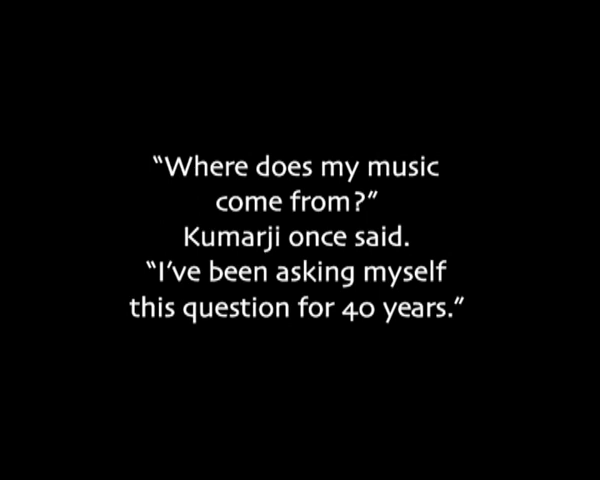 “Where does my music
come from?”
Kumarji once said.
“I’ve been asking myself
this question for 40 years.”